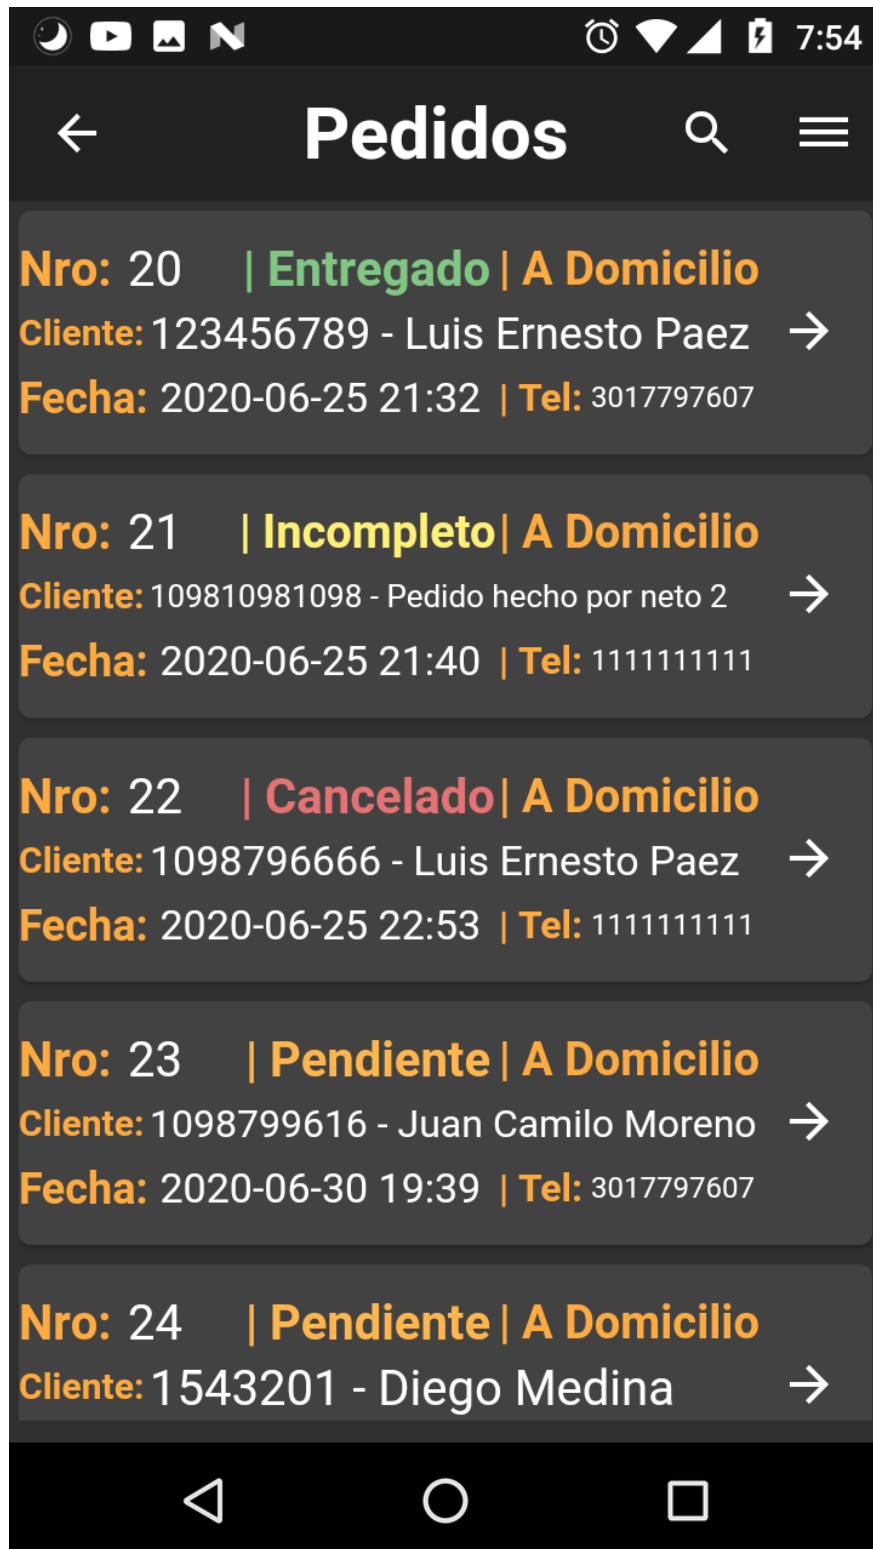 7:54
Pedidos
Nro: 20 | Entregado | A Domicilio
Cliente: 123456789 - Luis Ernesto Paez
Fecha: 2020-06-25 21:32 | Tel: 3017797607
Nro: 21 | Incompleto | A Domicilio
Cliente: 109810981098 - Pedido hecho por neto 2
Fecha: 2020-06-25 21:40 | Tel: 1111111111
Nro: 22 | Cancelado | A Domicilio
Cliente: 1098796666 - Luis Ernesto Paez
Fecha: 2020-06-25 22:53 | Tel: 1111111111
Nro: 23 | Pendiente | A Domicilio
Cliente: 1098799616 - Juan Camilo Moreno
Fecha: 2020-06-30 19:39 | Tel: 3017797607
Nro: 24 | Pendiente | A Domicilio
Cliente: 1543201 - Diego Medina